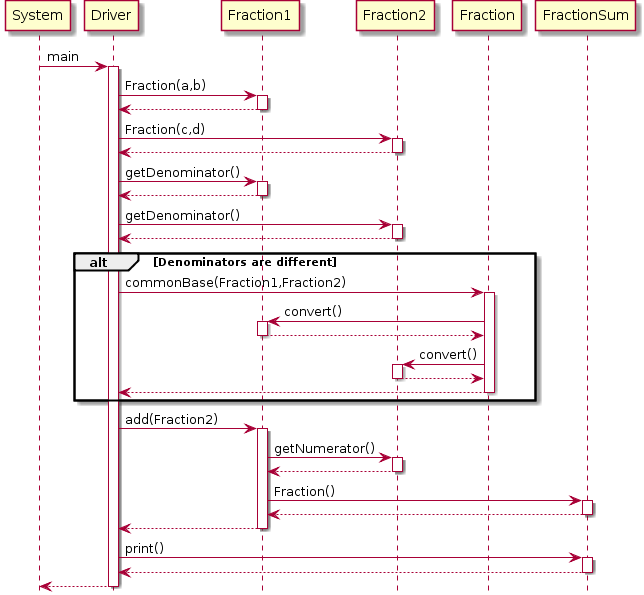 System Driver Fraction1 Fraction2 Fraction FractionSum
main
Fraction(a,b)
Fraction(c,d)
getDenominator()
getDenominator()
alt [Denominators are different]
commonBase(Fraction1,Fraction2)
convert()
convert()
add(Fraction2)
getNumerator()
Fraction()
print()